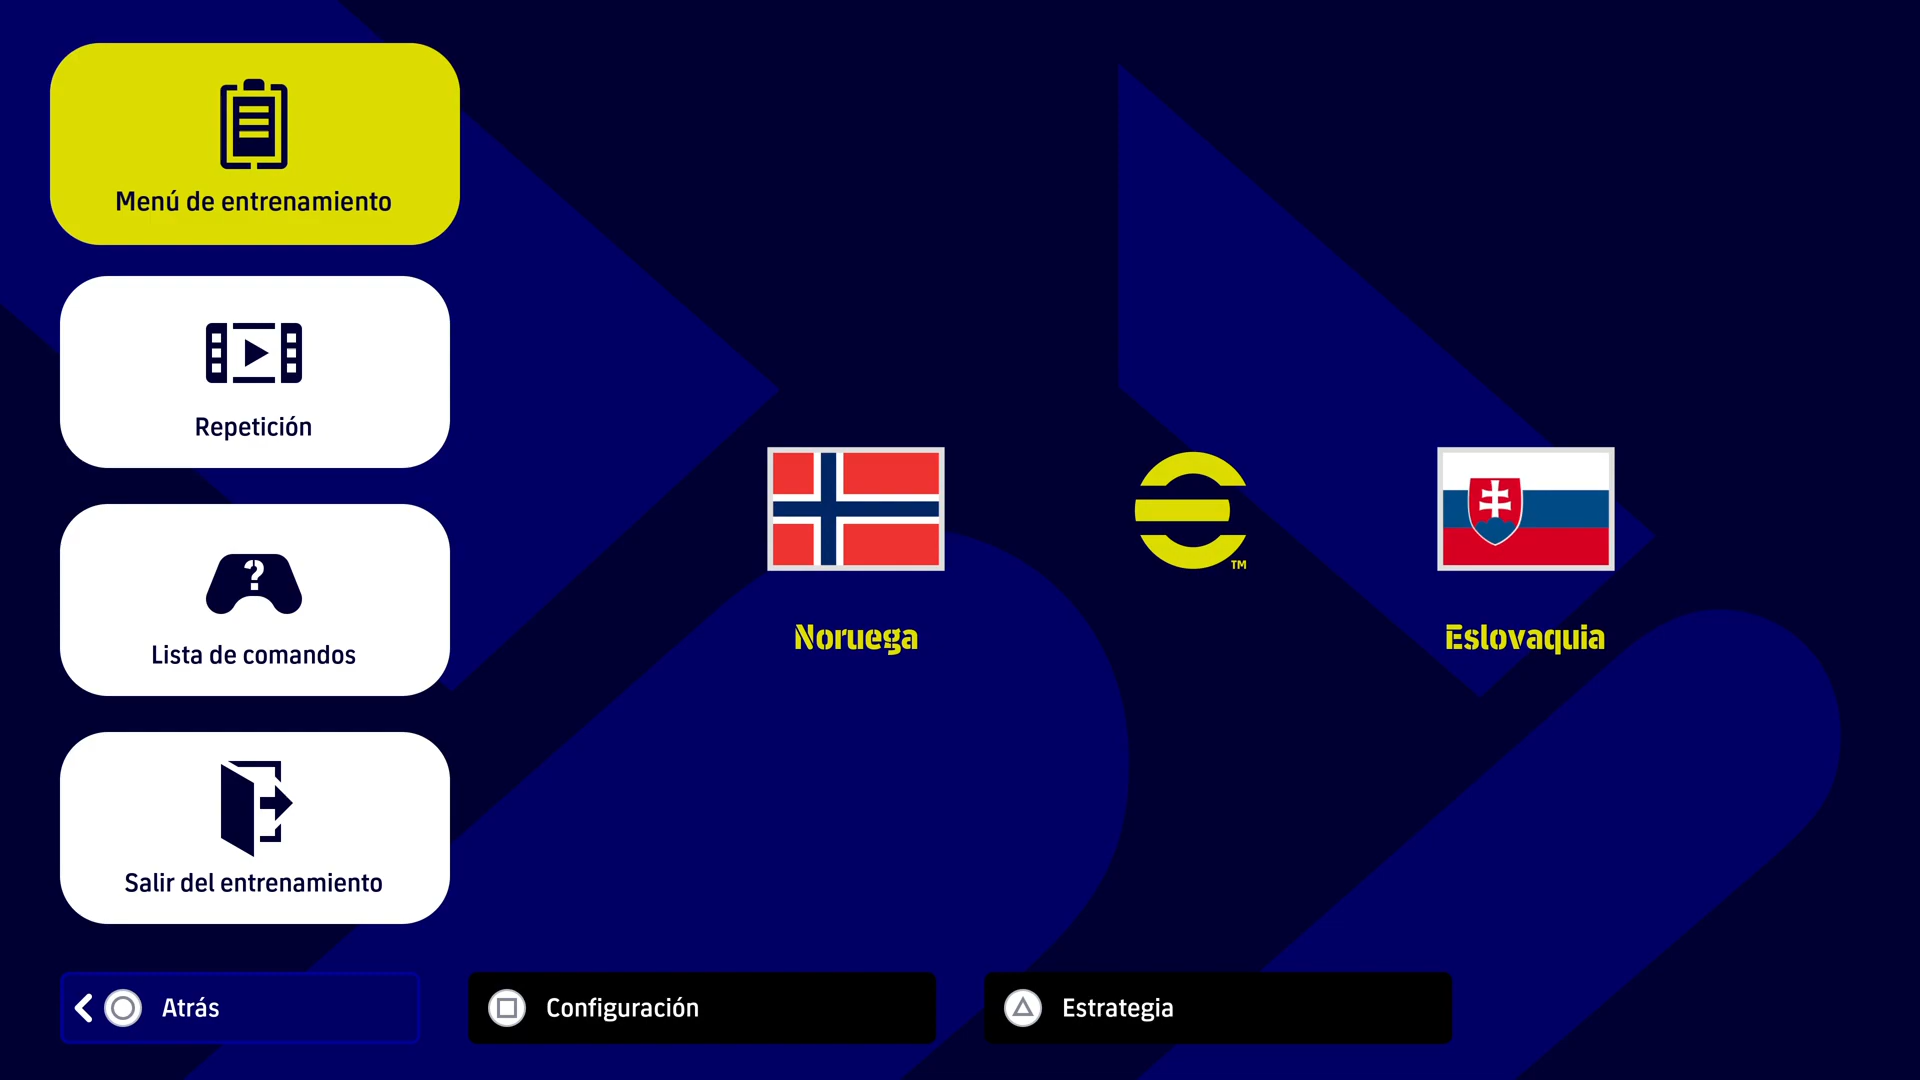 Menú de entrenamiento
Repetición
Lista de comandos
Salir del entrenamiento
TM
Noruega
Eslovaquia
Atrás
Configuración
Estrategia